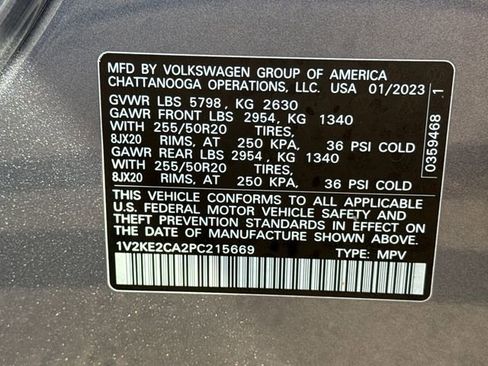 MFD BY VOLKSWAGEN GROUP OF AMERICA
CHATTANOOGA OPERATIONS, LLC. USA 01/2023
GVWR LBS 5798, KG 2630
GAWR FRONT LBS 2954, KG 1340
WITH 255/50R20 TIRES,
8JX20 RIMS, AT 250 KPA, 36 PSI COLD
GAWR REAR LBS 2954, KG 1340
WITH 255/50R20 TIRES,
8JX20 RIMS, AT 250 KPA, 36 PSI COLD
THIS VEHICLE CONFORMS TO ALL APPLICABLE
U.S. FEDERAL MOTOR VEHICLE SAFETY AND
THEFT PREVENTION STANDARDS IN EFFECT ON
THE DATE OF MANUFACTURE SHOWN ABOVE.
1V2KE2CA2PC215669 TYPE: MPV
0359468 1